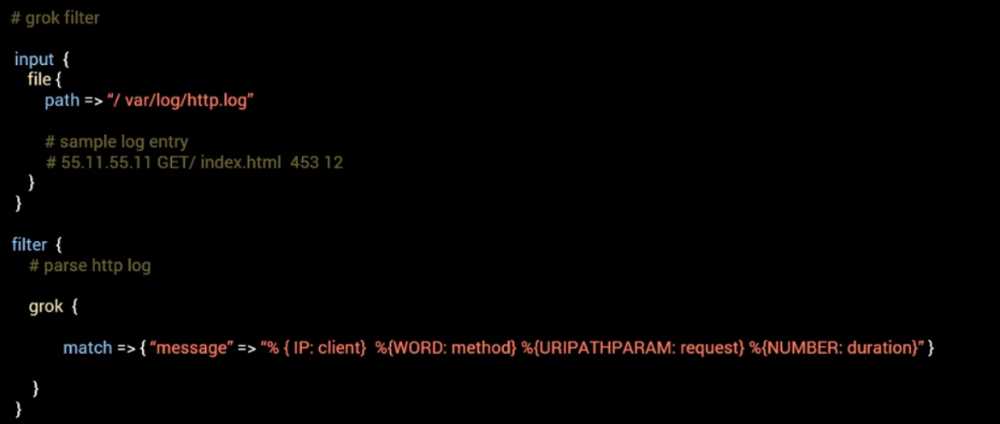 # grok filter
input {
file {
path => “/ var/log/http.log”
# sample log entry
# 55.11.55.11 GET/ index.html 453 12
}
}
filter {
# parse http log
grok {
match => { “message” => “% { IP: client} %{WORD: method} %{URIPATHPARAM: request} %{NUMBER: duration}” }
}
}